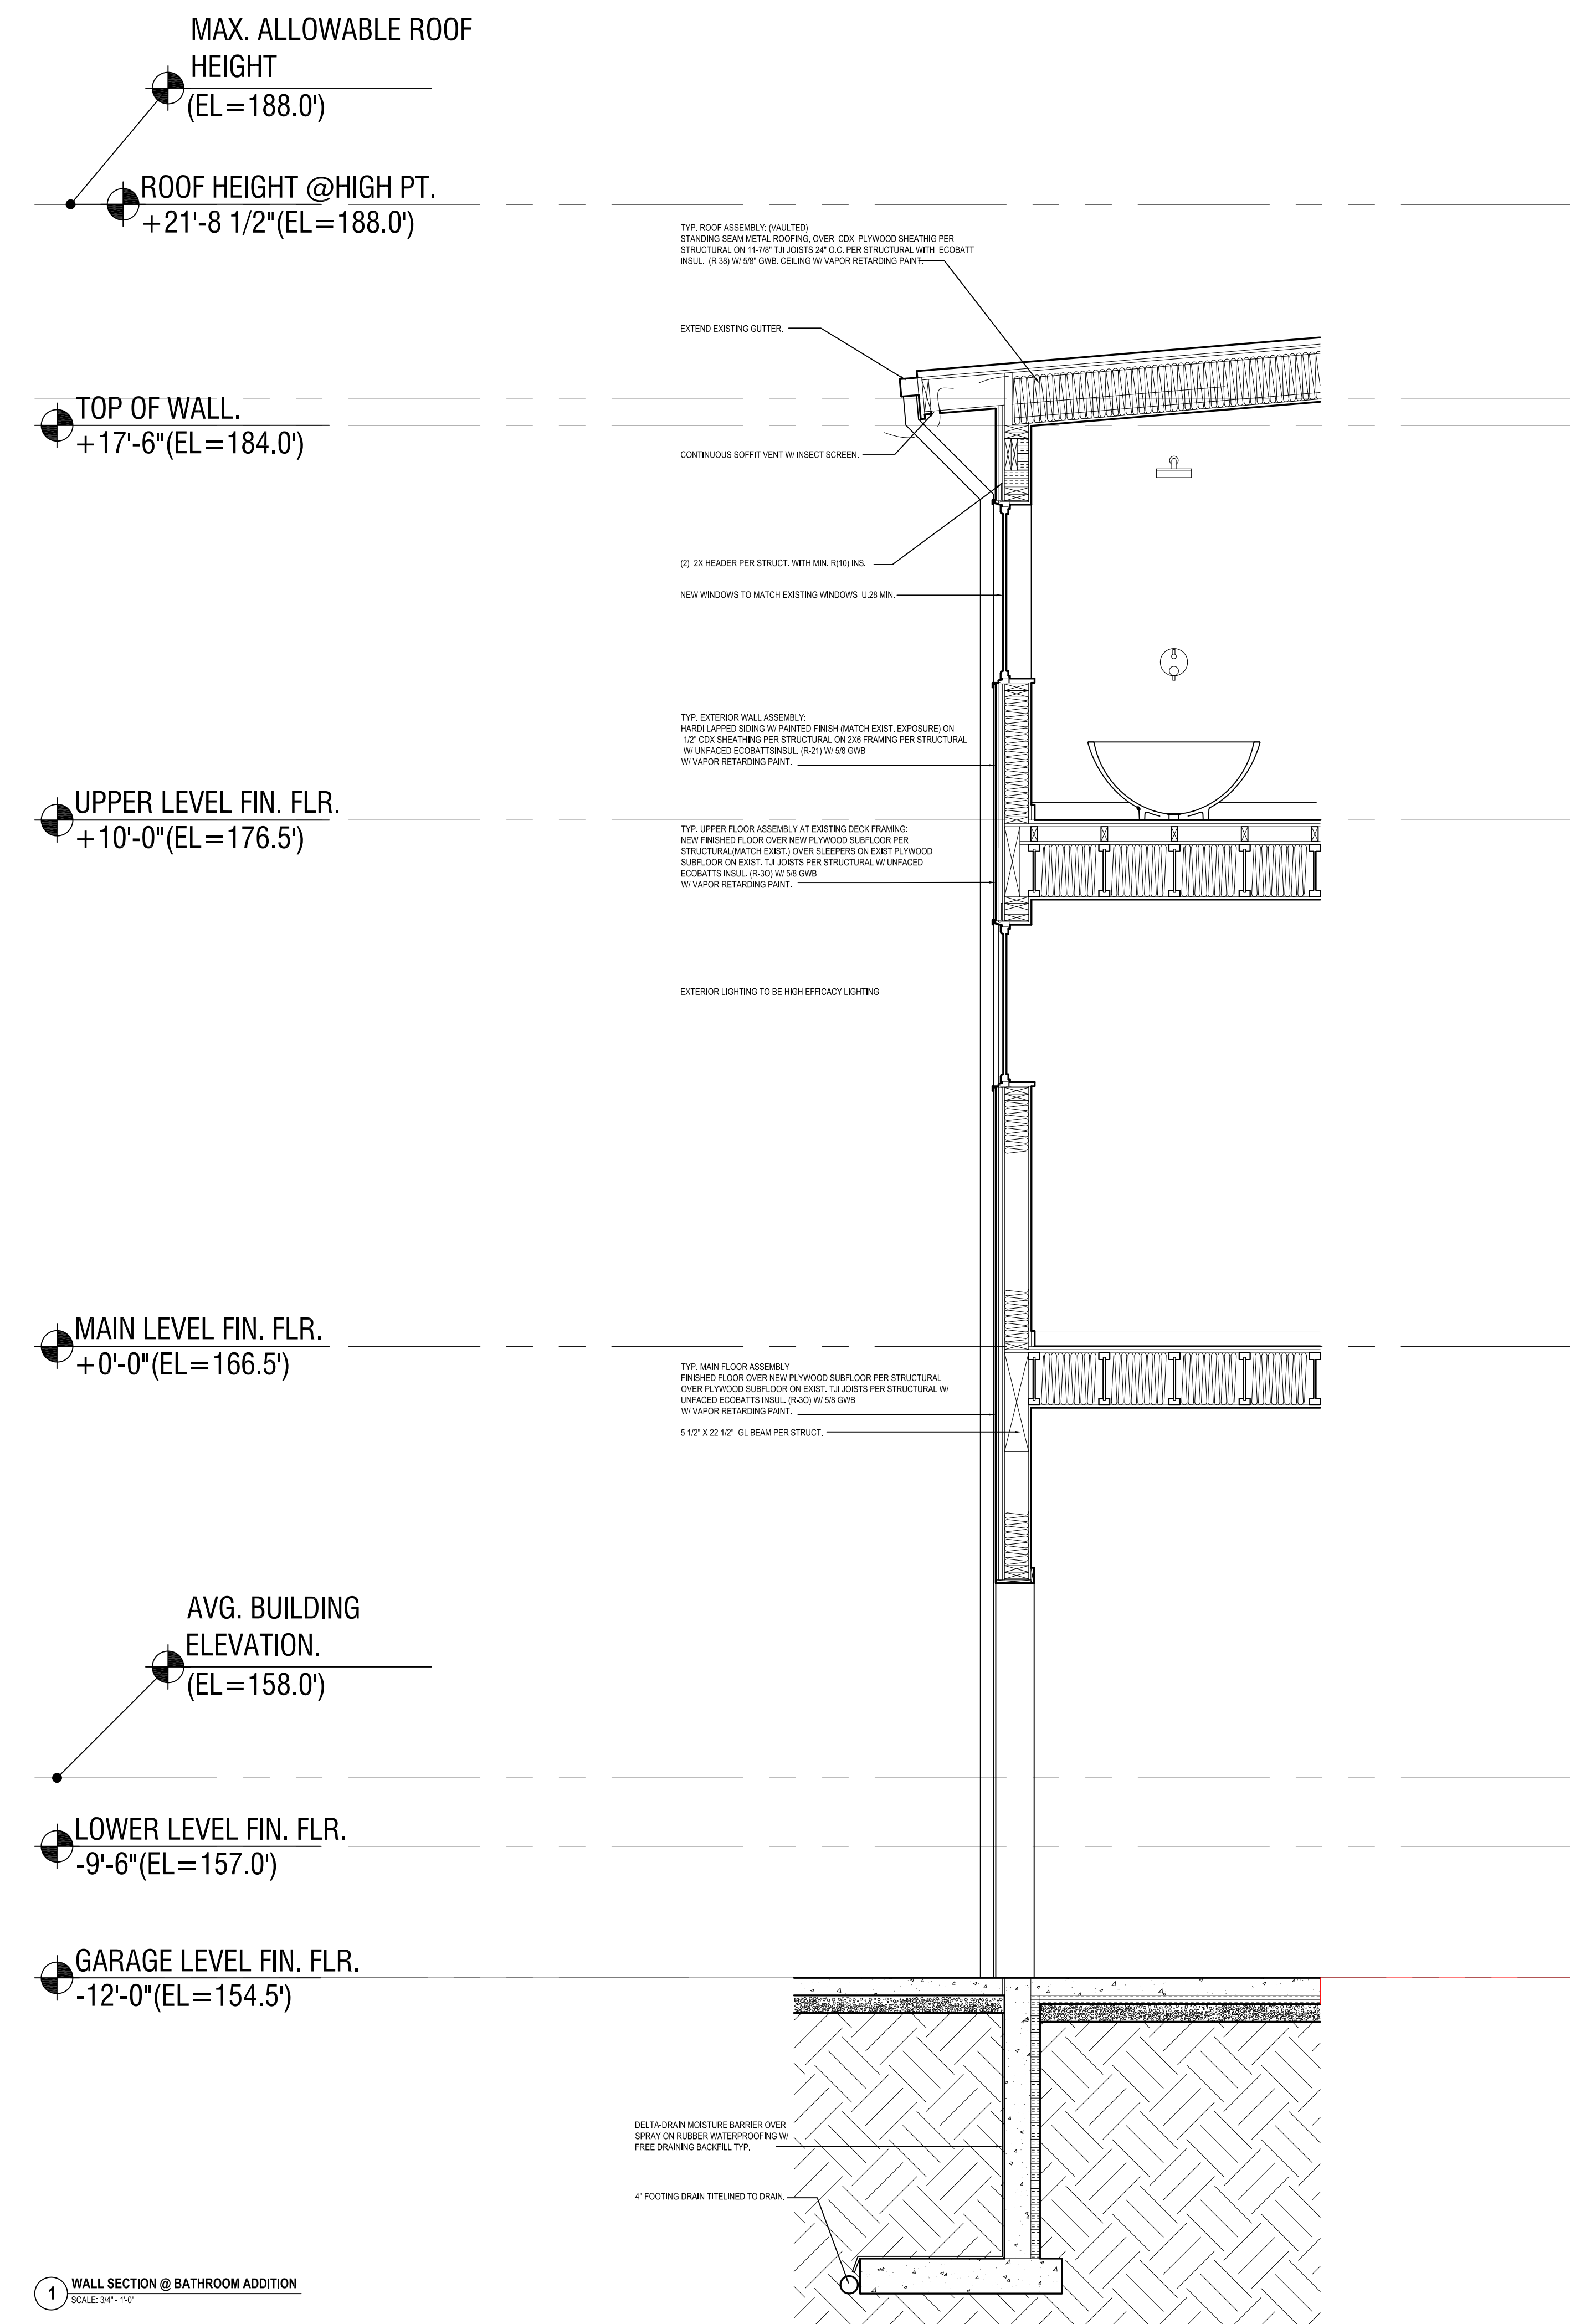 MAX. ALLOWABLE ROOF
HEIGHT
(EL=188.0')
ROOF HEIGHT @HIGH PT.
+21'-8 1/2"(EL=188.0')
TYP. ROOF ASSEMBLY: (VAULTED)
STANDING SEAM METAL ROOFING, OVER CDX PLYWOOD SHEATHIG PER
STRUCTURAL ON 11-7/8" TJI JOISTS 24" O.C. PER STRUCTURAL WITH ECOBATT
INSUL. (R 38) W/ 5/8" GWB. CEILING W/ VAPOR RETARDING PAINT.
EXTEND EXISTING GUTTER.
TOP OF WALL.
+17'-6"(EL=184.0')
CONTINUOUS SOFFIT VENT W/ INSECT SCREEN.
(2) 2X HEADER PER STRUCT. WITH MIN. R(10) INS.
NEW WINDOWS TO MATCH EXISTING WINDOWS U.28 MIN.
TYP. EXTERIOR WALL ASSEMBLY:
HARDI LAPPED SIDING W/ PAINTED FINISH (MATCH EXIST. EXPOSURE) ON
1/2" CDX SHEATHING PER STRUCTURAL ON 2X6 FRAMING PER STRUCTURAL
W/ UNFACED ECOBATTSINSUL. (R-21) W/ 5/8 GWB
W/ VAPOR RETARDING PAINT.
UPPER LEVEL FIN. FLR.
+10'-0"(EL=176.5')
TYP. UPPER FLOOR ASSEMBLY AT EXISTING DECK FRAMING:
NEW FINISHED FLOOR OVER NEW PLYWOOD SUBFLOOR PER
STRUCTURAL(MATCH EXIST.) OVER SLEEPERS ON EXIST PLYWOOD
SUBFLOOR ON EXIST. TJI JOISTS PER STRUCTURAL W/ UNFACED
ECOBATTS INSUL. (R-3O) W/ 5/8 GWB
W/ VAPOR RETARDING PAINT.
EXTERIOR LIGHTING TO BE HIGH EFFICACY LIGHTING
MAIN LEVEL FIN. FLR.
+0'-0"(EL=166.5')
TYP. MAIN FLOOR ASSEMBLY
FINISHED FLOOR OVER NEW PLYWOOD SUBFLOOR PER STRUCTURAL
OVER PLYWOOD SUBFLOOR ON EXIST. TJI JOISTS PER STRUCTURAL W/
UNFACED ECOBATTS INSUL. (R-3O) W/ 5/8 GWB
W/ VAPOR RETARDING PAINT.
5 1/2" X 22 1/2" GL BEAM PER STRUCT.
AVG. BUILDING
ELEVATION.
(EL=158.0')
LOWER LEVEL FIN. FLR.
-9'-6"(EL=157.0')
GARAGE LEVEL FIN. FLR.
-12'-0"(EL=154.5')
DELTA-DRAIN MOISTURE BARRIER OVER
SPRAY ON RUBBER WATERPROOFING W/
FREE DRAINING BACKFILL TYP.
4" FOOTING DRAIN TITELINED TO DRAIN.
1 WALL SECTION @ BATHROOM ADDITION
SCALE: 3/4" - 1'-0"